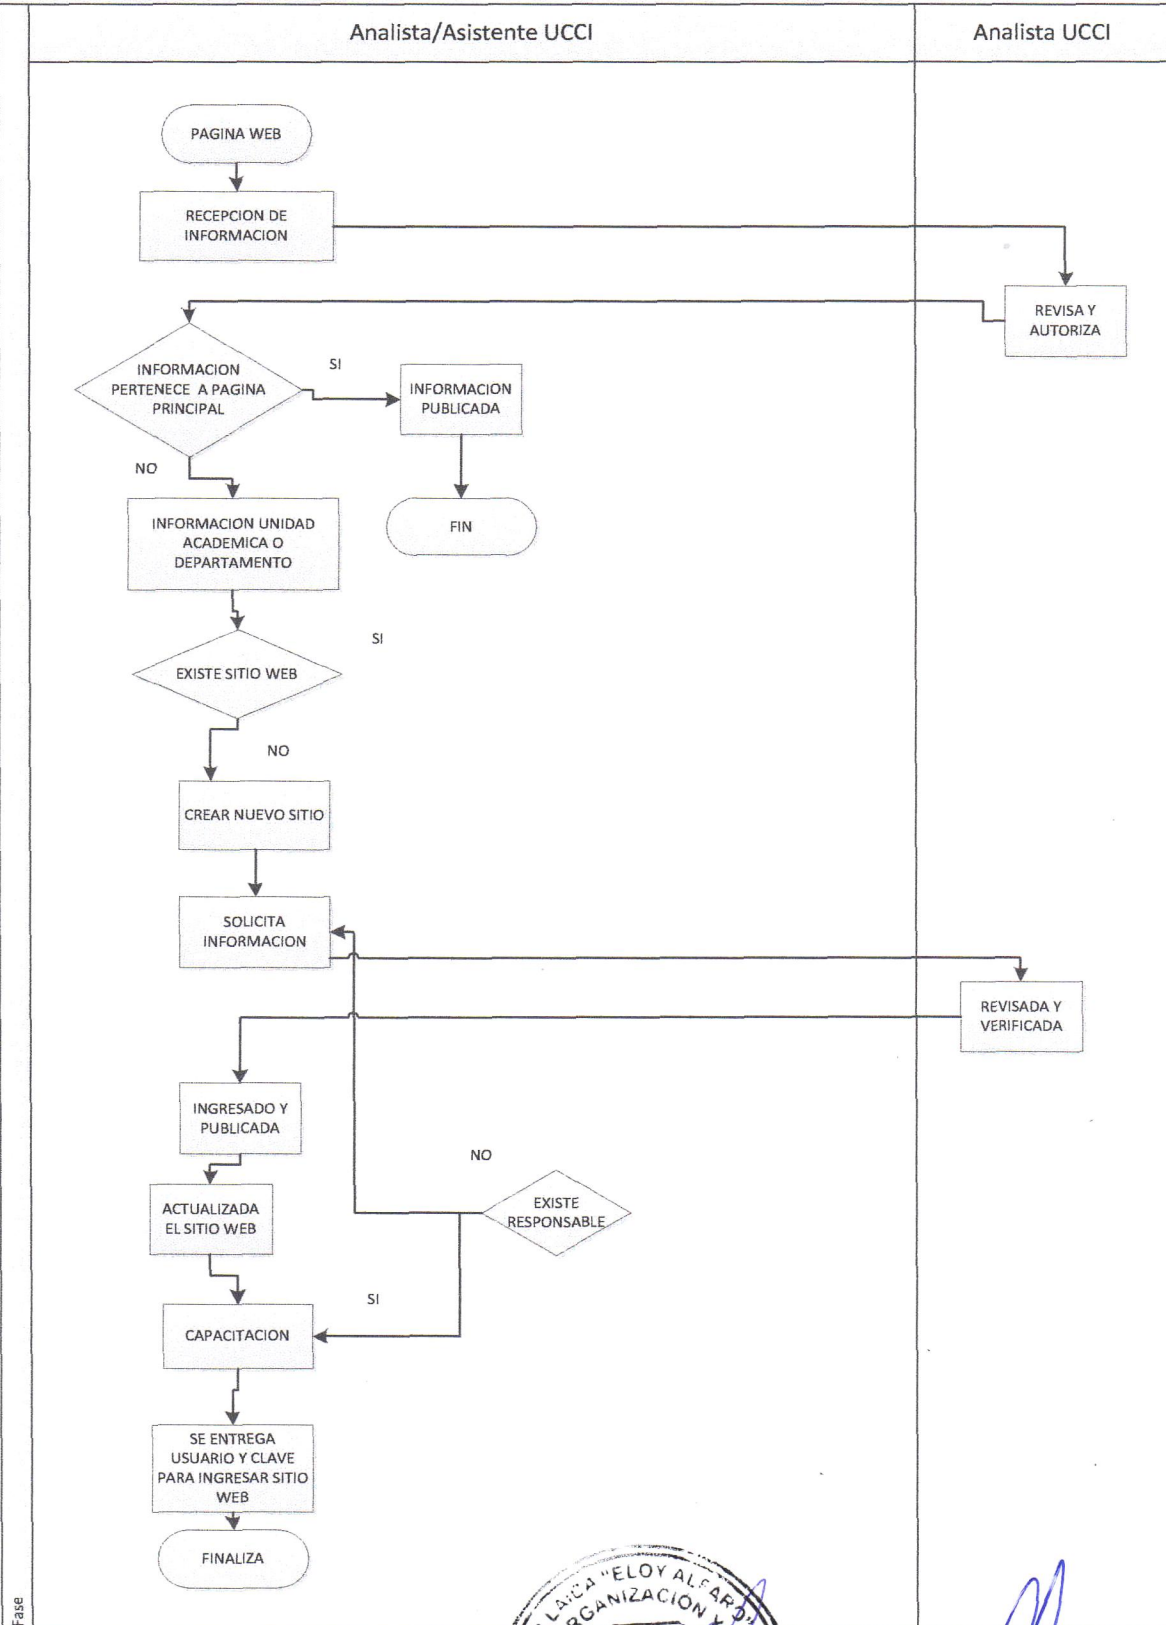 Analista/Asistente UCCI
Analista UCCI
PAGINA WEB
RECEPCION DE
INFORMACION
REVISA Y
AUTORIZA
INFORMACION
PERTENECE A PAGINA
PRINCIPAL
SI
INFORMACION
PUBLICADA
NO
INFORMACION UNIDAD
ACADEMICA O
DEPARTAMENTO
FIN
EXISTE SITIO WEB
SI
NO
CREAR NUEVO SITIO
SOLICITA
INFORMACION
REVISADA Y
VERIFICADA
INGRESADO Y
PUBLICADA
NO
EXISTE
RESPONSABLE
ACTUALIZADA
EL SITIO WEB
SI
CAPACITACION
SE ENTREGA
USUARIO Y CLAVE
PARA INGRESAR SITIO
WEB
FINALIZA
LAICA "ELOY ALFARO"
ORGANIZACIÓN Y
Fase